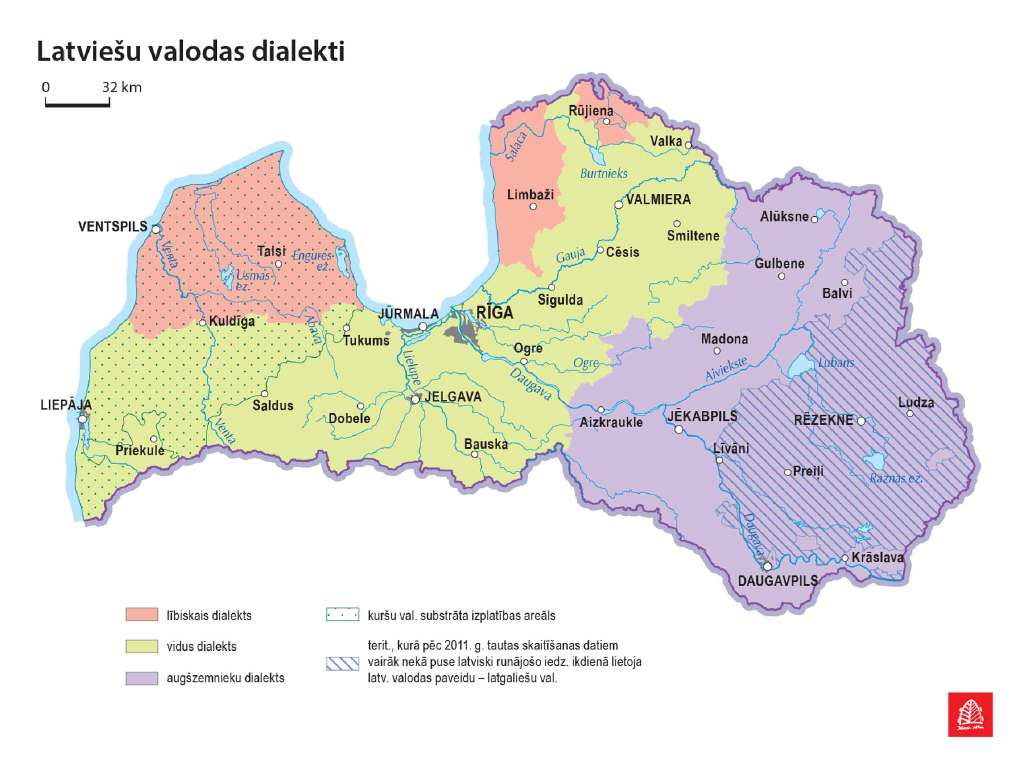 Latviešu valodas dialekti
0 32 km
Rūjiena
Salaca
Valka
Burtnieks
Limbaži
VALMIERA
Alūksne
VENTSPILS
Smiltene
Venta
Talsi
Engures ez.
Gauja
Cēsis
Gulbene
Usmas ez.
Balvi
Sigulda
Kuldīga
Abava
JŪRMALA
RĪGA
Tukums
Madona
Ogre
Ogre
Lubāns
Lielupe
Aiviekste
Daugava
LIEPĀJA
Saldus
JELGAVA
Ludza
Dobele
Aizkraukle
JĒKABPILS
RĒZEKNE
Venta
Priekule
Bauska
Līvāni
Preiļi
Rāznas ez.
Daugava
Krāslava
DAUGAVPILS
lībiskais dialekts
vidus dialekts
augšzemnieku dialekts
kuršu val. substrāta izplatības areāls
terit., kurā pēc 2011. g. tautas skaitīšanas datiem
vairāk nekā puse latviski runājošo iedz. ikdienā lietoja
latv. valodas paveidu – latgaliešu val.